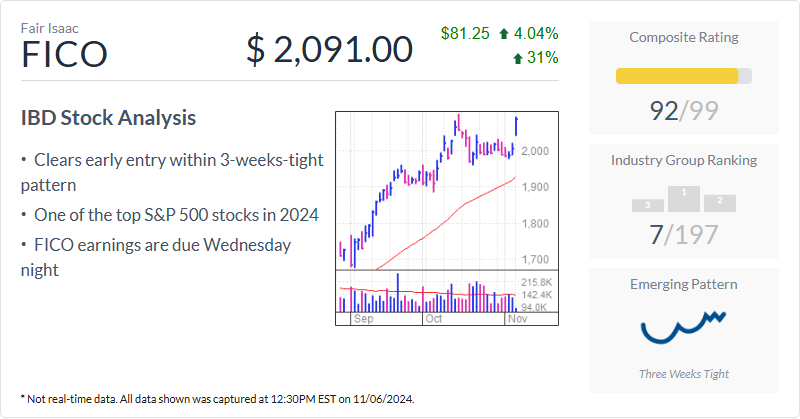 Fair Isaac
FICO
$ 2,091.00
$81.25 4.04%
31%
IBD Stock Analysis
• Clears early entry within 3-weeks-tight
pattern
• One of the top S&P 500 stocks in 2024
• FICO earnings are due Wednesday
night
2,000
1,900
1,800
1,700
215.8K
142.4K
94.0K
Sep Oct Nov
Composite Rating
92/99
Industry Group Ranking
3 1 2
7/197
Emerging Pattern
Three Weeks Tight
* Not real-time data. All data shown was captured at 12:30PM EST on 11/06/2024.